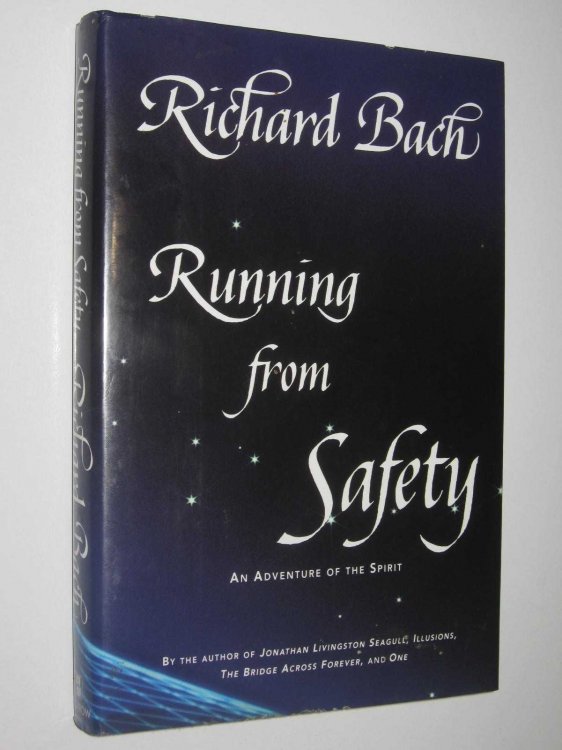 Richard Bach
Running
from
Safety
AN ADVENTURE OF THE SPIRIT
BY THE AUTHOR OF JONATHAN LIVINGSTON SEAGULL, ILLUSIONS,
THE BRIDGE ACROSS FOREVER, AND ONE
Running from Safety Richard Bach